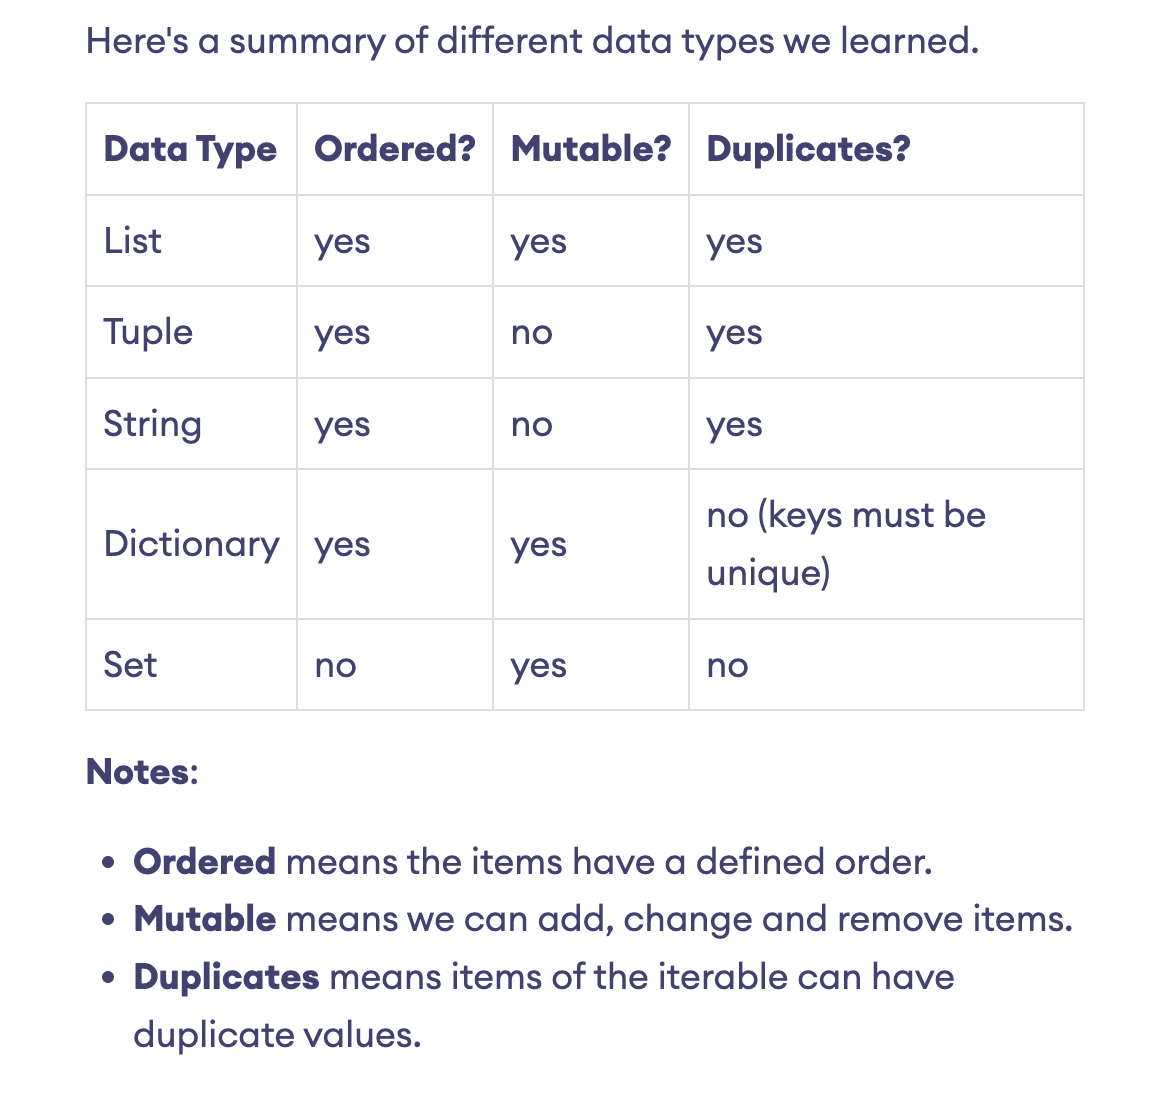 Here's a summary of different data types we learned.
Data Type Ordered? Mutable? Duplicates?
List yes yes yes
Tuple yes no yes
String yes no yes
Dictionary yes yes no (keys must be
unique)
Set no yes no
Notes:
• Ordered means the items have a defined order.
• Mutable means we can add, change and remove items.
• Duplicates means items of the iterable can have
duplicate values.